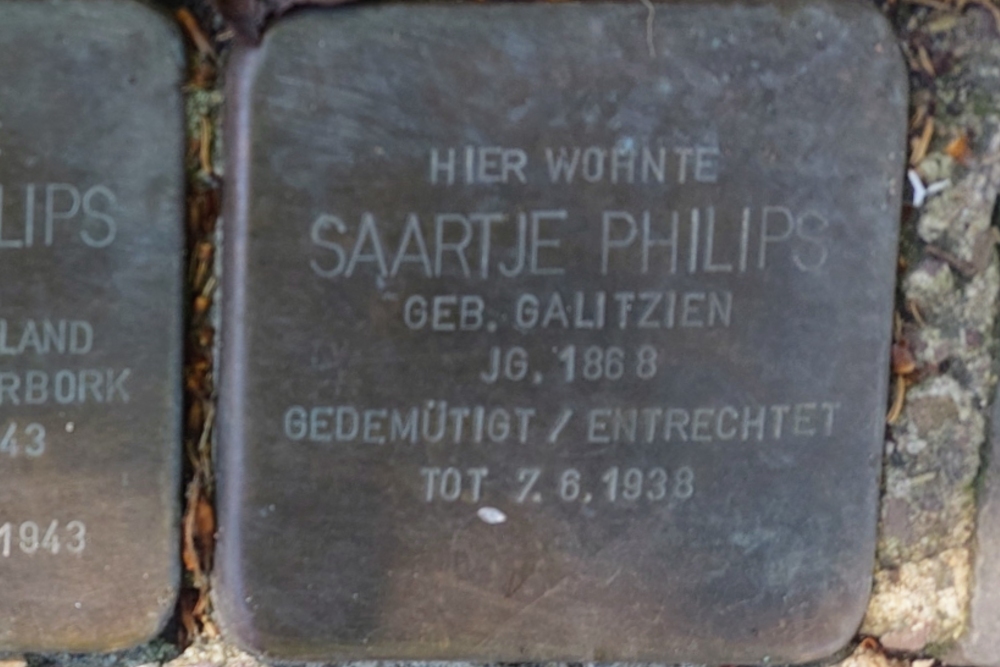 LIPS
LAND
RBORK
43
1943
HIER WOHNTE
SAARTJE PHILIPS
GEB. GALITZIEN
JG. 1868
GEDEMÜTIGT / ENTRECHTET
TOT 7.6.1938